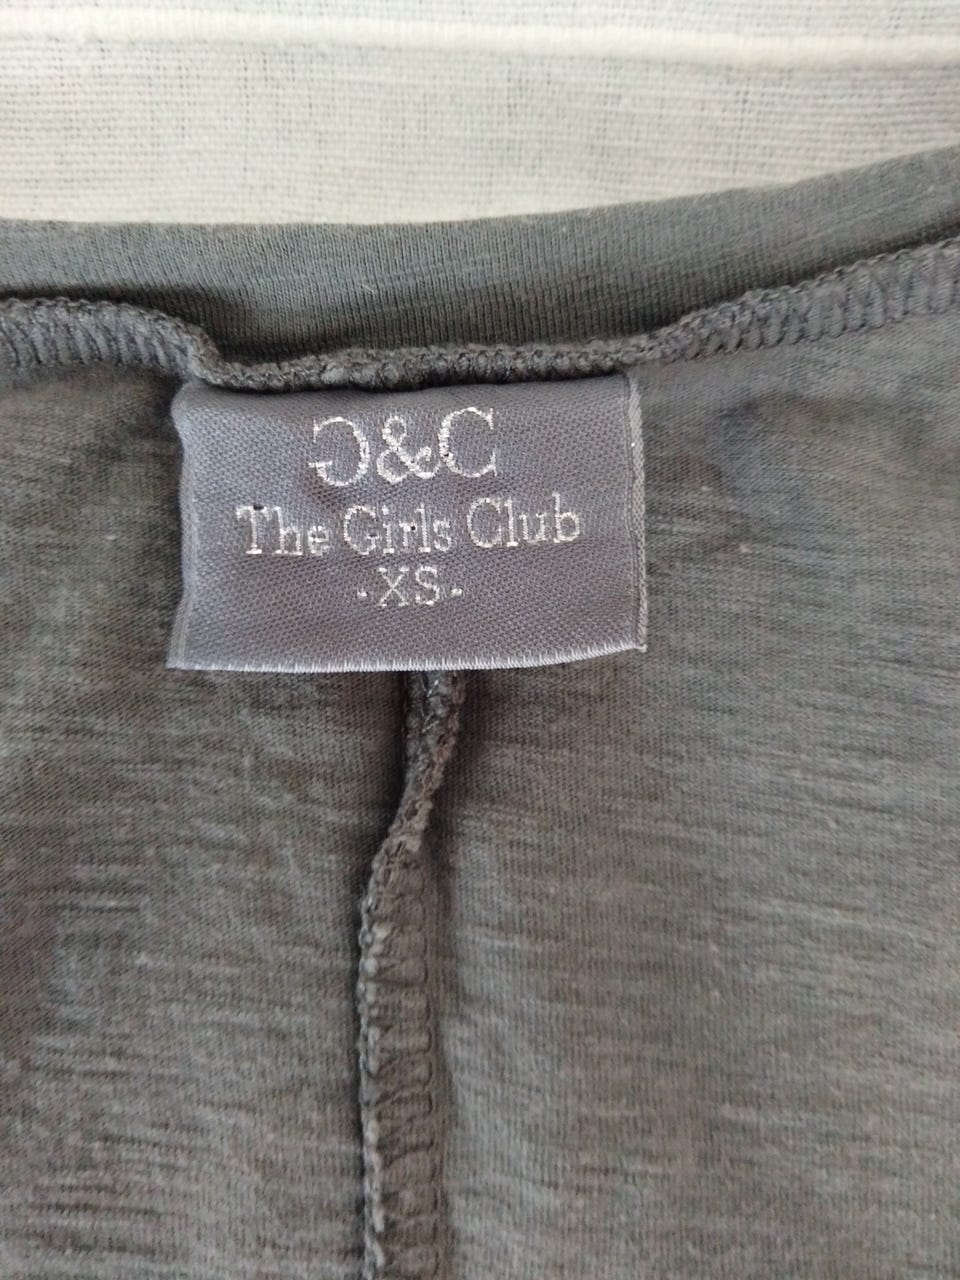 G&C
The Girls Club
-XS-